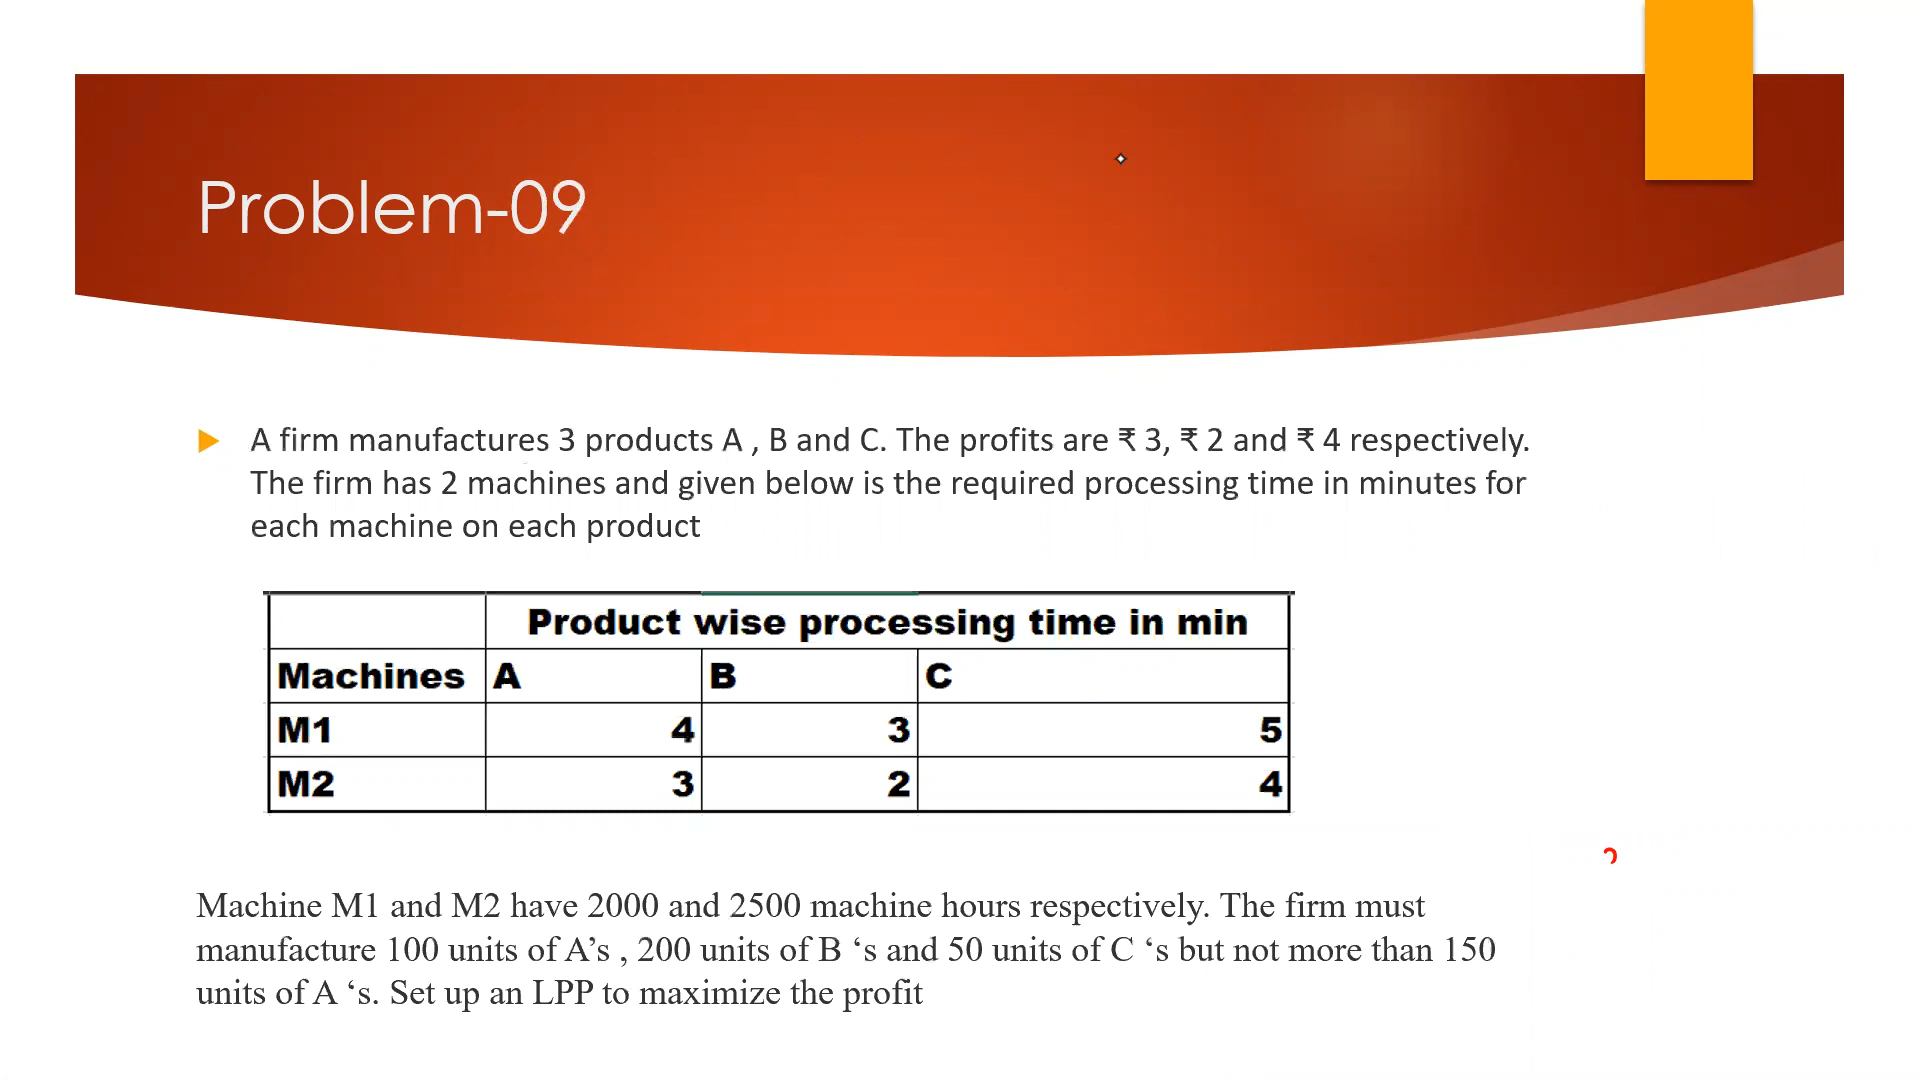 Problem-09
A firm manufactures 3 products A , B and C. The profits are ₹ 3, ₹ 2 and ₹ 4 respectively.
The firm has 2 machines and given below is the required processing time in minutes for
each machine on each product
Product wise processing time in min
Machines A B C
M1 4 3 5
M2 3 2 4
Machine M1 and M2 have 2000 and 2500 machine hours respectively. The firm must
manufacture 100 units of A’s , 200 units of B ‘s and 50 units of C ‘s but not more than 150
units of A ‘s. Set up an LPP to maximize the profit